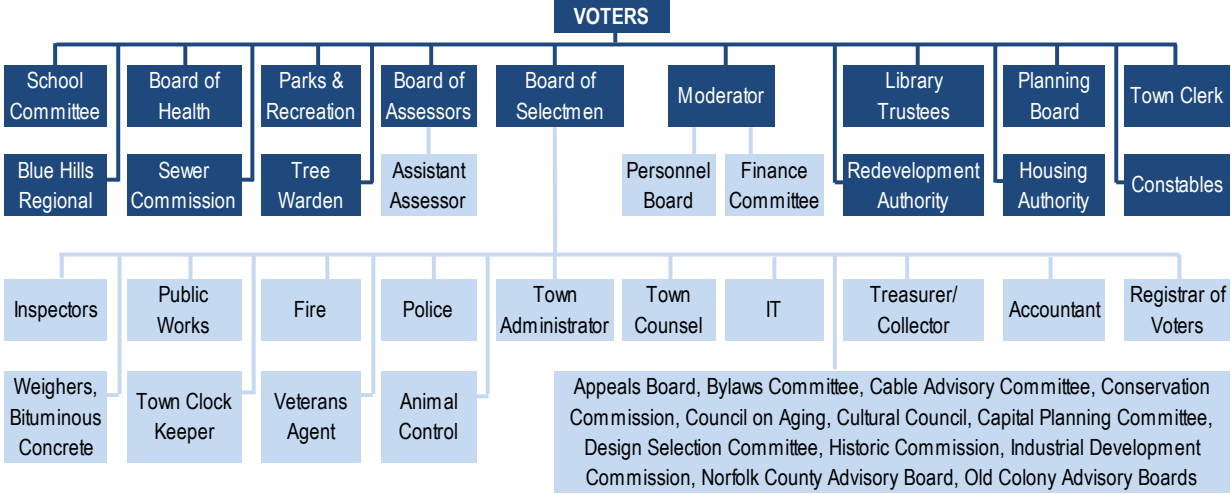 VOTERS
School
Committee
Board of
Health
Parks &
Recreation
Board of
Assessors
Board of
Selectmen
Moderator
Library
Trustees
Planning
Board
Town Clerk
Blue Hills
Regional
Sewer
Commission
Tree
Warden
Assistant
Assessor
Personnel
Board
Finance
Committee
Redevelopment
Authority
Housing
Authority
Constables
Inspectors
Public
Works
Fire
Police
Town
Administrator
Town
Counsel
IT
Treasurer/
Collector
Accountant
Registrar of
Voters
Weighers,
Bituminous
Concrete
Town Clock
Keeper
Veterans
Agent
Animal
Control
Appeals Board, Bylaws Committee, Cable Advisory Committee, Conservation
Commission, Council on Aging, Cultural Council, Capital Planning Committee,
Design Selection Committee, Historic Commission, Industrial Development
Commission, Norfolk County Advisory Board, Old Colony Advisory Boards